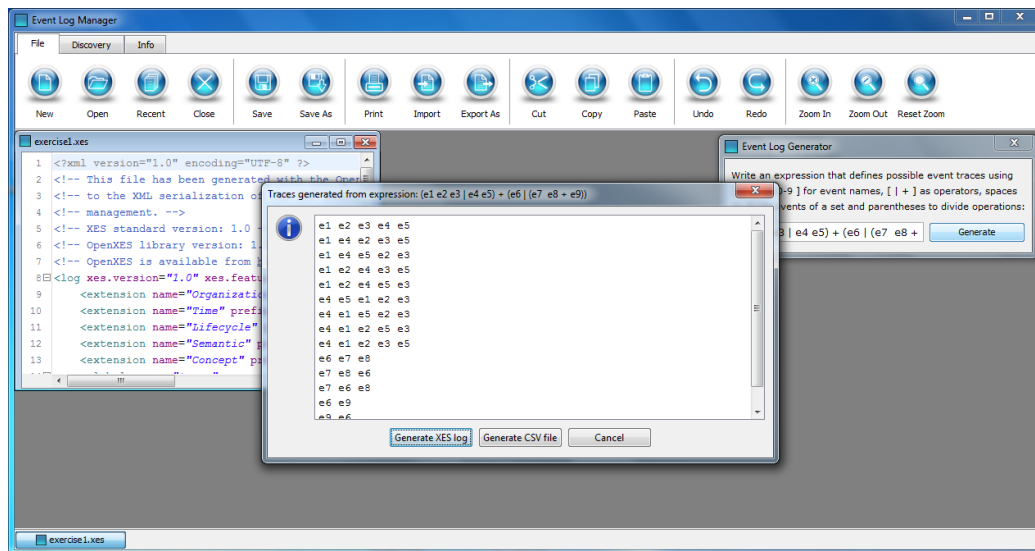 Event Log Manager
File Discovery Info
New Open Recent Close Save Save As Print Import Export As Cut Copy Paste Undo Redo Zoom In Zoom Out Reset Zoom
exercise1.xes
1 <?xml version="1.0" encoding="UTF-8" ?>
2 <!-- This file has been generated with the Open
3 <!-- to the XML serialization of
4 <!-- management. -->
5 <!-- XES standard version: 1.0
6 <!-- OpenXES library version: 1.
7 <!-- OpenXES is available from
8 <log xes.version="1.0" xes.featu
9 <extension name="Organizatio
10 <extension name="Time" prefi
11 <extension name="Lifecycle"
12 <extension name="Semantic" p
13 <extension name="Concept" pr
Event Log Generator
Write an expression that defines possible event traces using
0-9 ] for event names, [ | + ] as operators, spaces
vents of a set and parentheses to divide operations:
3 | e4 e5) + (e6 | (e7 e8 +
Generate
Traces generated from expression: (e1 e2 e3 | e4 e5) + (e6 | (e7 e8 + e9))
e1 e2 e3 e4 e5
e1 e4 e2 e3 e5
e1 e4 e5 e2 e3
e1 e2 e4 e3 e5
e1 e2 e4 e5 e3
e4 e5 e1 e2 e3
e4 e1 e5 e2 e3
e4 e1 e2 e5 e3
e4 e1 e2 e3 e5
e6 e7 e8
e7 e8 e6
e7 e6 e8
e6 e9
e9 e6
Generate XES log Generate CSV file Cancel
exercise1.xes